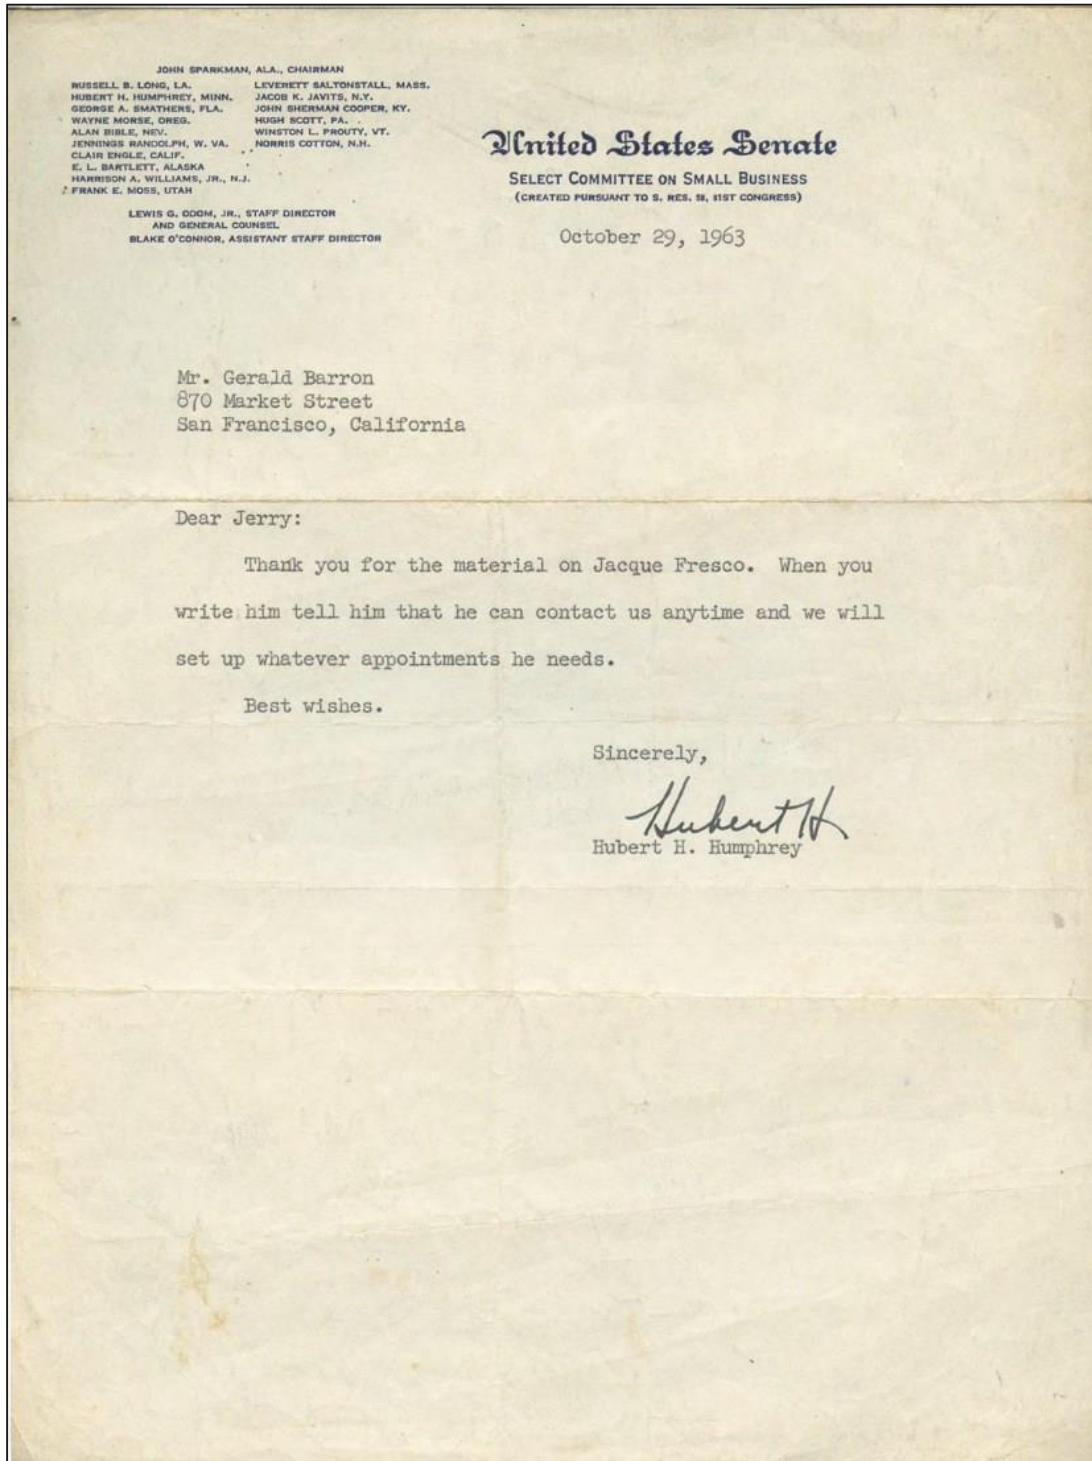 JOHN SPARKMAN, ALA., CHAIRMAN
RUSSELL B. LONG, LA.
HUBERT H. HUMPHREY, MINN.
GEORGE A. SMATHERS, FLA.
WAYNE MORSE, OREG.
ALAN BIBLE, NEV.
JENNINGS RANDOLPH, W. VA.
CLAIR ENGLE, CALIF.
E. L. BARTLETT, ALASKA
HARRISON A. WILLIAMS, JR., N.J.
FRANK E. MOSS, UTAH
LEVERETT SALTONSTALL, MASS.
JACOB K. JAVITS, N.Y.
JOHN SHERMAN COOPER, KY.
HUGH SCOTT, PA.
WINSTON L. PROUTY, VT.
NORRIS COTTON, N.H.
LEWIS G. ODOM, JR., STAFF DIRECTOR
AND GENERAL COUNSEL
BLAKE O'CONNOR, ASSISTANT STAFF DIRECTOR
United States Senate
SELECT COMMITTEE ON SMALL BUSINESS
(CREATED PURSUANT TO S. RES. 58, 81ST CONGRESS)
October 29, 1963
Mr. Gerald Barron
870 Market Street
San Francisco, California
Dear Jerry:
Thank you for the material on Jacque Fresco. When you
write him tell him that he can contact us anytime and we will
set up whatever appointments he needs.
Best wishes.
Sincerely,
Hubert H
Hubert H. Humphrey